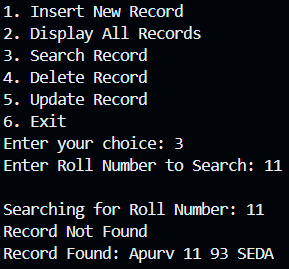 1. Insert New Record
2. Display All Records
3. Search Record
4. Delete Record
5. Update Record
6. Exit
Enter your choice: 3
Enter Roll Number to Search: 11
Searching for Roll Number: 11
Record Not Found
Record Found: Apurv 11 93 SEDA